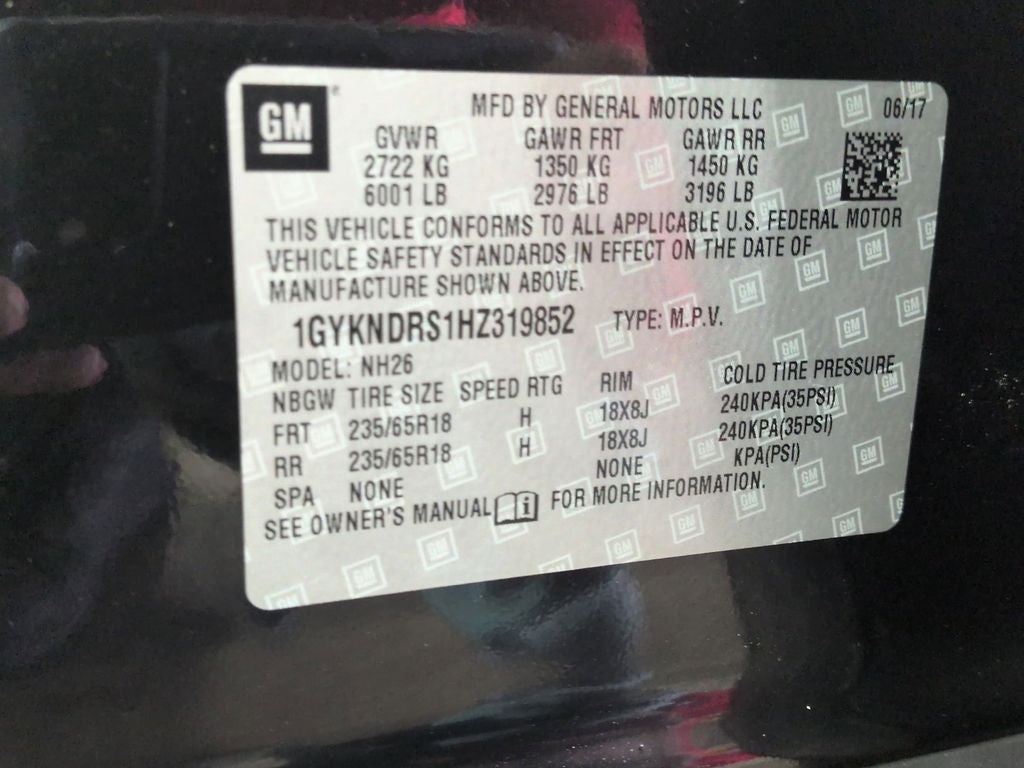 GM MFD BY GENERAL MOTORS LLC 06/17
GVWR GAWR FRT GAWR RR
2722 KG 1350 KG 1450 KG
6001 LB 2976 LB 3196 LB
THIS VEHICLE CONFORMS TO ALL APPLICABLE U.S. FEDERAL MOTOR
VEHICLE SAFETY STANDARDS IN EFFECT ON THE DATE OF
MANUFACTURE SHOWN ABOVE.
1GYKNDRS1HZ319852 TYPE: M.P.V.
MODEL: NH26
NBGW TIRE SIZE SPEED RTG RIM COLD TIRE PRESSURE
FRT 235/65R18 H 18X8J 240KPA(35PSI)
RR 235/65R18 H 18X8J 240KPA(35PSI)
SPA NONE NONE KPA(PSI)
SEE OWNER'S MANUAL i FOR MORE INFORMATION.